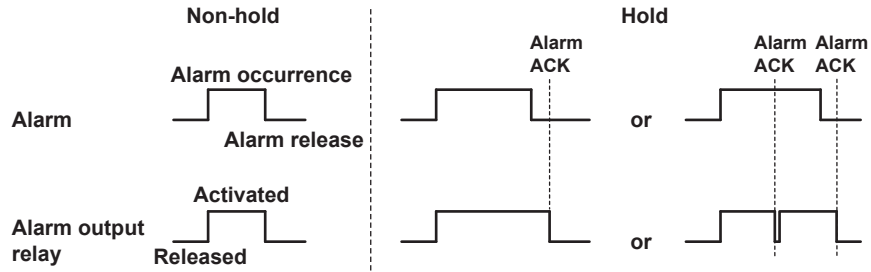 Non-hold
Hold
Alarm
ACK
Alarm Alarm
ACK ACK
Alarm occurrence
Alarm
or
Alarm release
Activated
Alarm output
relay
Released
or